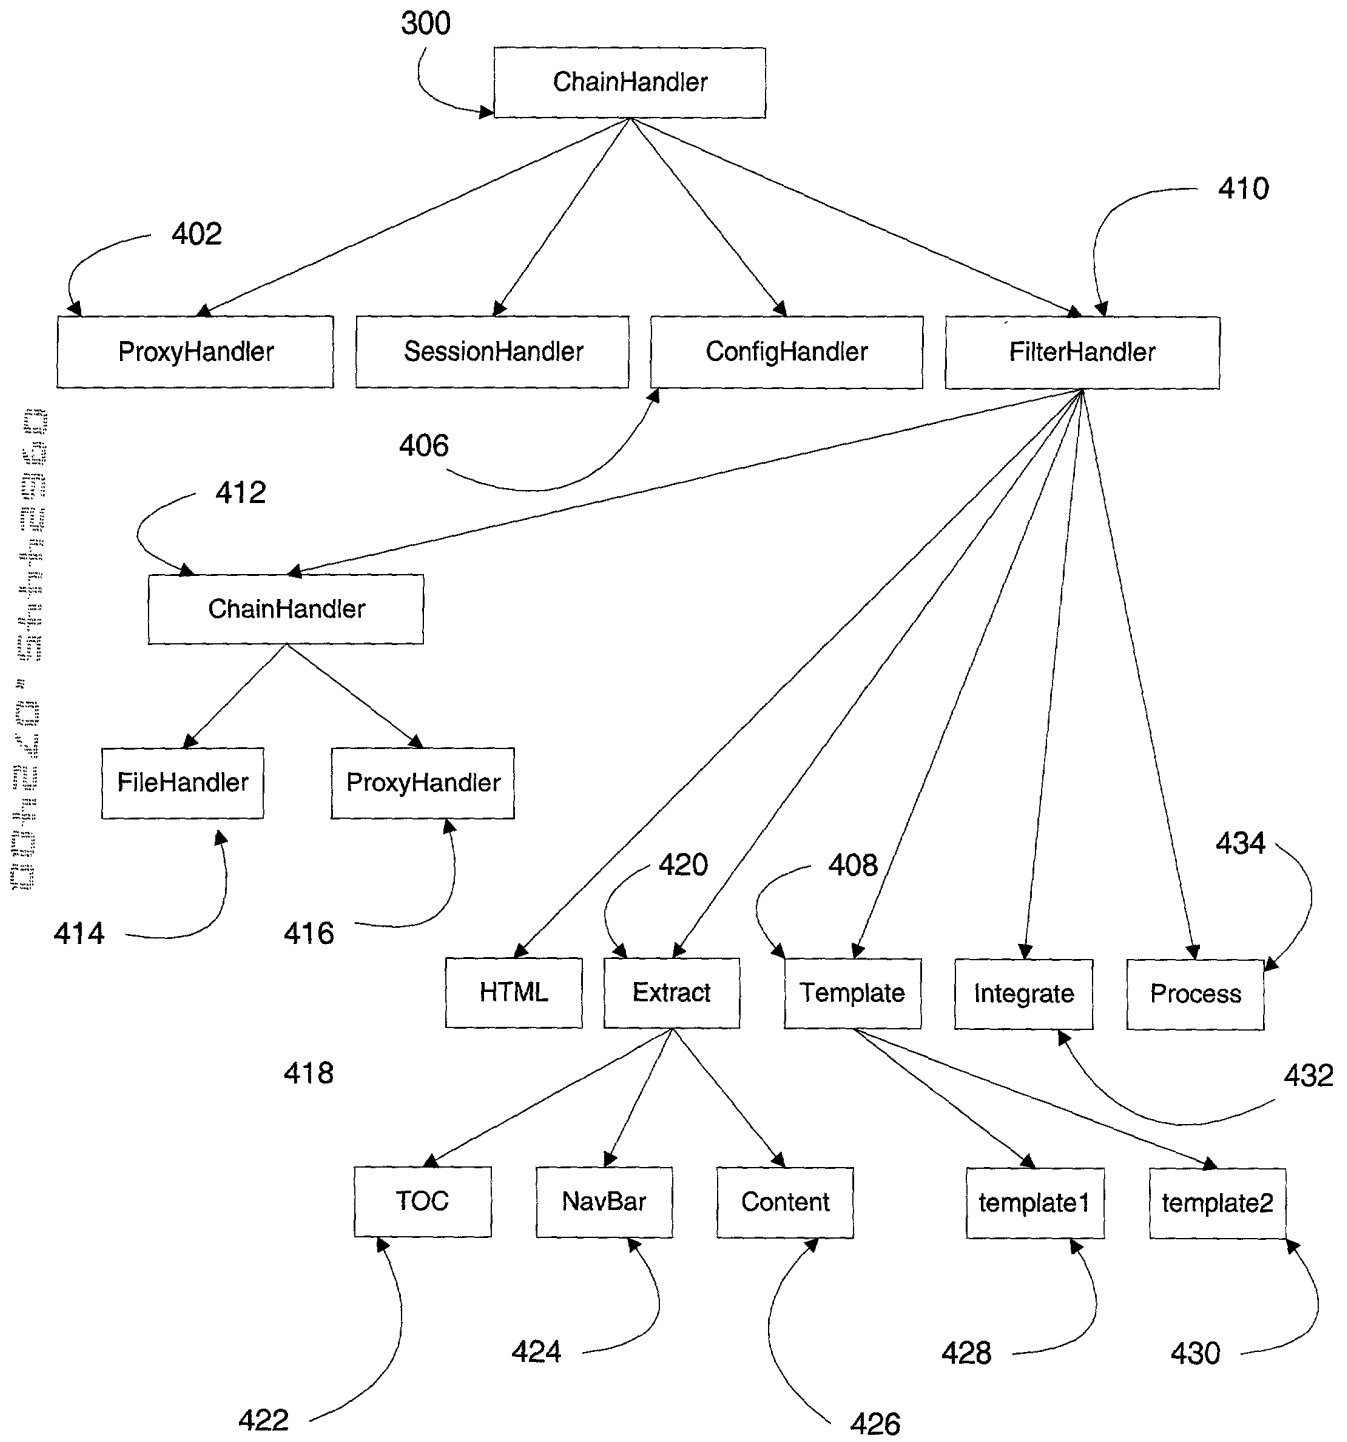 300
ChainHandler
410
402
ProxyHandler
SessionHandler
ConfigHandler
FilterHandler
406
412
ChainHandler
FileHandler
ProxyHandler
434
420
408
414
416
HTML
Extract
Template
Integrate
Process
418
432
TOC
NavBar
Content
template1
template2
424
428
430
422
426